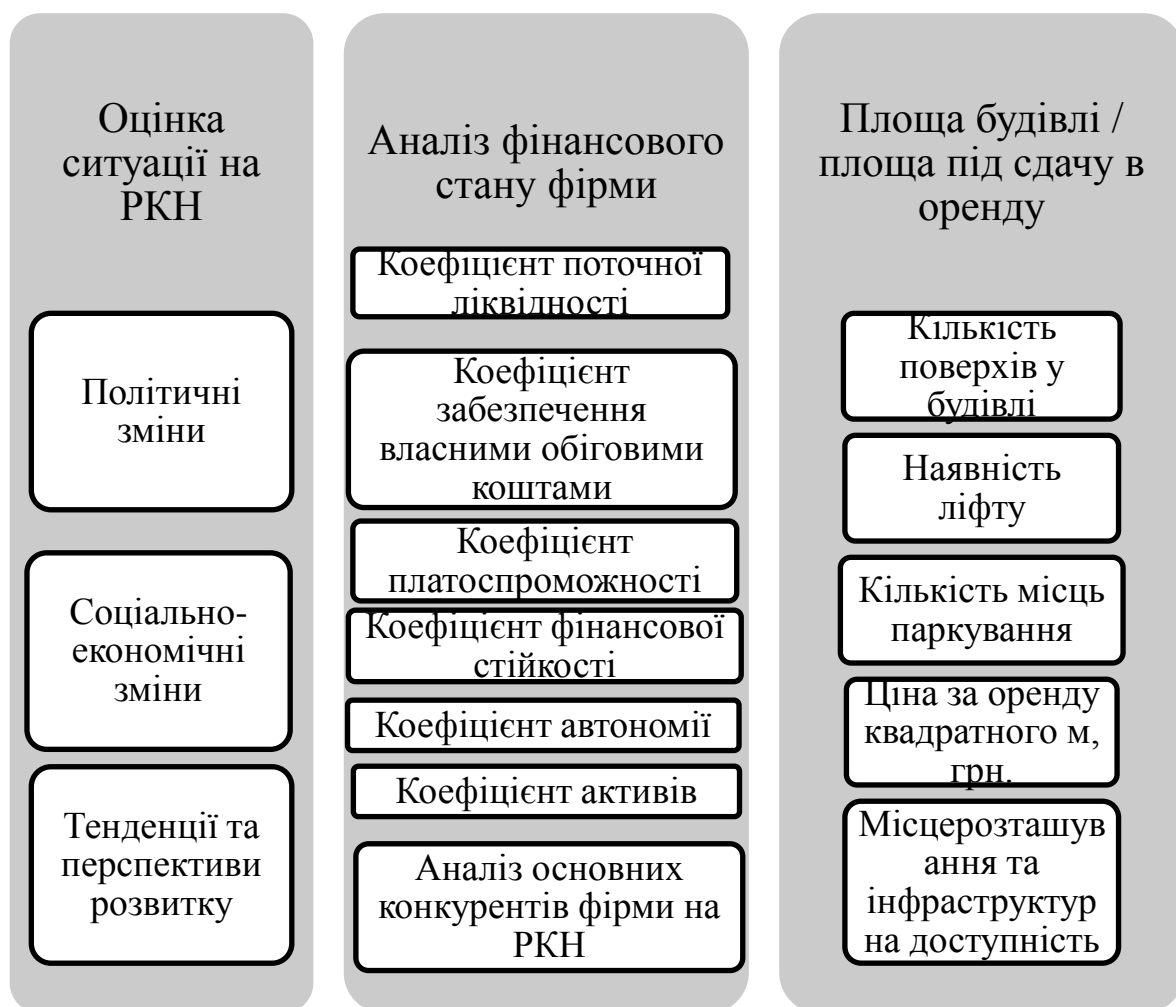 Оцінка
ситуації на
РКН
Політичні
зміни
Соціально-
економічні
зміни
Тенденції та
перспективи
розвитку
Аналіз фінансового
стану фірми
Коефіцієнт поточної
ліквідності
Коефіцієнт
забезпечення
власними обіговими
коштами
Коефіцієнт
платоспроможності
Коефіцієнт фінансової
стійкості
Коефіцієнт автономії
Коефіцієнт активів
Аналіз основних
конкурентів фірми на
РКН
Площа будівлі /
площа під сдачу в
оренду
Кількість
поверхів у
будівлі
Наявність
ліфту
Кількість місць
паркування
Ціна за оренду
квадратного м,
грн.
Місцерозташув
ання та
інфраструктур
на доступність